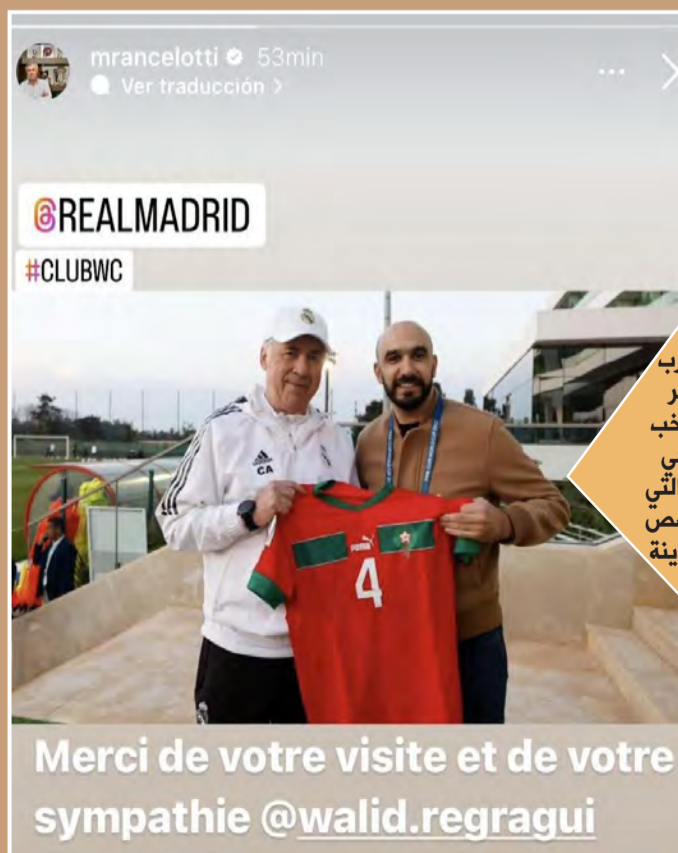 mrancelotti 53min
Ver traducción >
@REALMADRID
#CLUBWC
CA
PUMA
4
Merci de votre visite et de votre
sympathie @walid.regragui